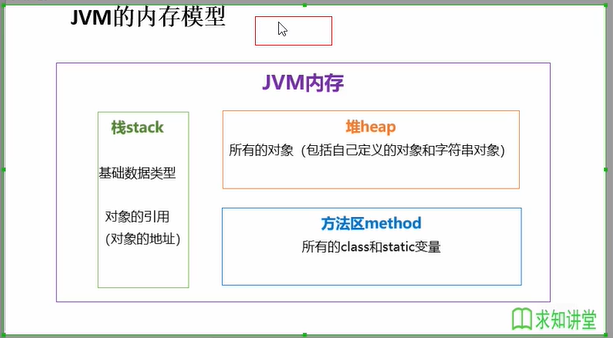 JVM的内存模型
JVM内存
栈stack
基础数据类型
对象的引用
（对象的地址）
堆heap
所有的对象（包括自己定义的对象和字符串对象）
方法区method
所有的class和static变量
求知讲堂